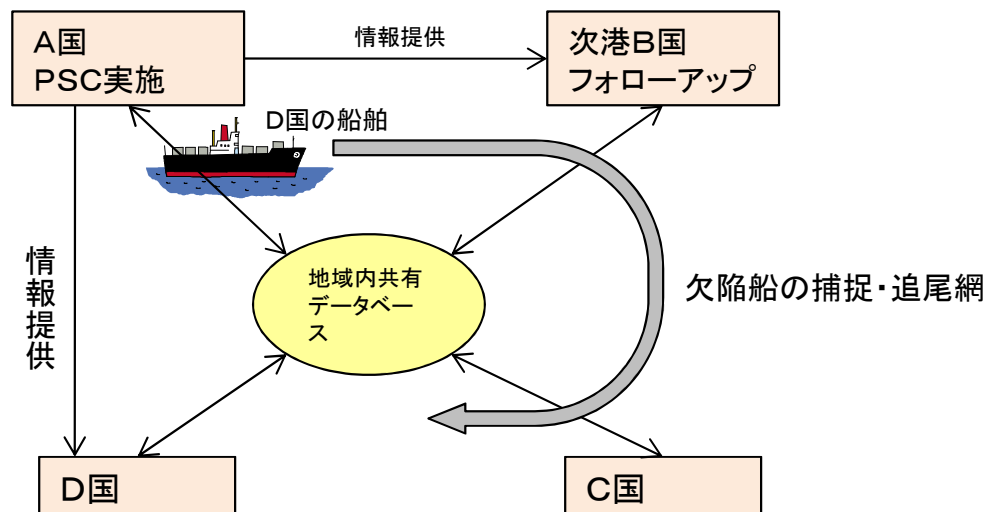 A国
PSC実施
情報提供
次港B国
フォローアップ
D国の船舶
情報提供
地域内共有
データベー
ス
欠陥船の捕捉・追尾網
D国
C国